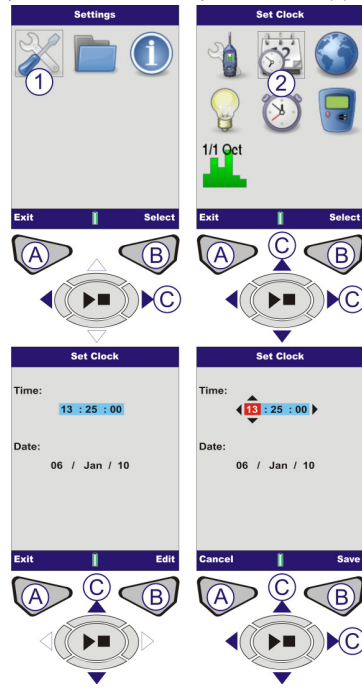 Settings
1
Exit
Select
A
B
C
Set Clock
2
1/1 Oct
Exit
Select
C
A
B
C
Set Clock
Time:
13 : 25 : 00
Date:
06 / Jan / 10
Exit
Edit
A
C
B
Set Clock
Time:
13 : 25 : 00
Date:
06 / Jan / 10
Cancel
Save
A
C
B
C